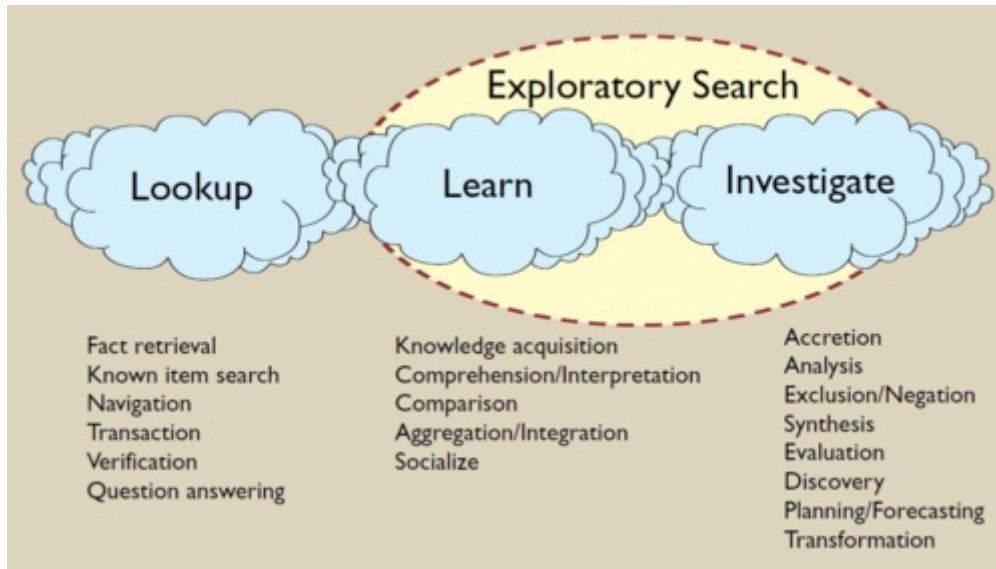 Exploratory Search
Lookup
Learn
Investigate
Fact retrieval
Known item search
Navigation
Transaction
Verification
Question answering
Knowledge acquisition
Comprehension/Interpretation
Comparison
Aggregation/Integration
Socialize
Accretion
Analysis
Exclusion/Negation
Synthesis
Evaluation
Discovery
Planning/Forecasting
Transformation